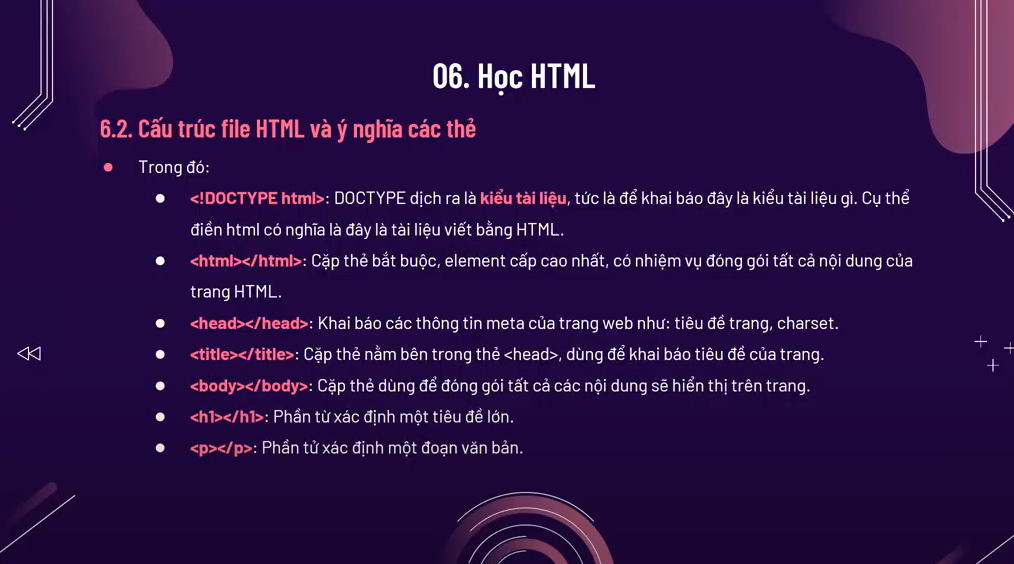 06. Học HTML
6.2. Cấu trúc file HTML và ý nghĩa các thẻ
Trong đó:
<!DOCTYPE html>: DOCTYPE dịch ra là kiểu tài liệu, tức là để khai báo đây là kiểu tài liệu gì. Cụ thể
điền html có nghĩa là đây là tài liệu viết bằng HTML.
<html></html>: Cặp thẻ bắt buộc, element cấp cao nhất, có nhiệm vụ đóng gói tất cả nội dung của
trang HTML.
<head></head>: Khai báo các thông tin meta của trang web như: tiêu đề trang, charset.
<title></title>: Cặp thẻ nằm bên trong thẻ <head>, dùng để khai báo tiêu đề của trang.
<body></body>: Cặp thẻ dùng để đóng gói tất cả các nội dung sẽ hiển thị trên trang.
<h1></h1>: Phần tử xác định một tiêu đề lớn.
<p></p>: Phần tử xác định một đoạn văn bản.